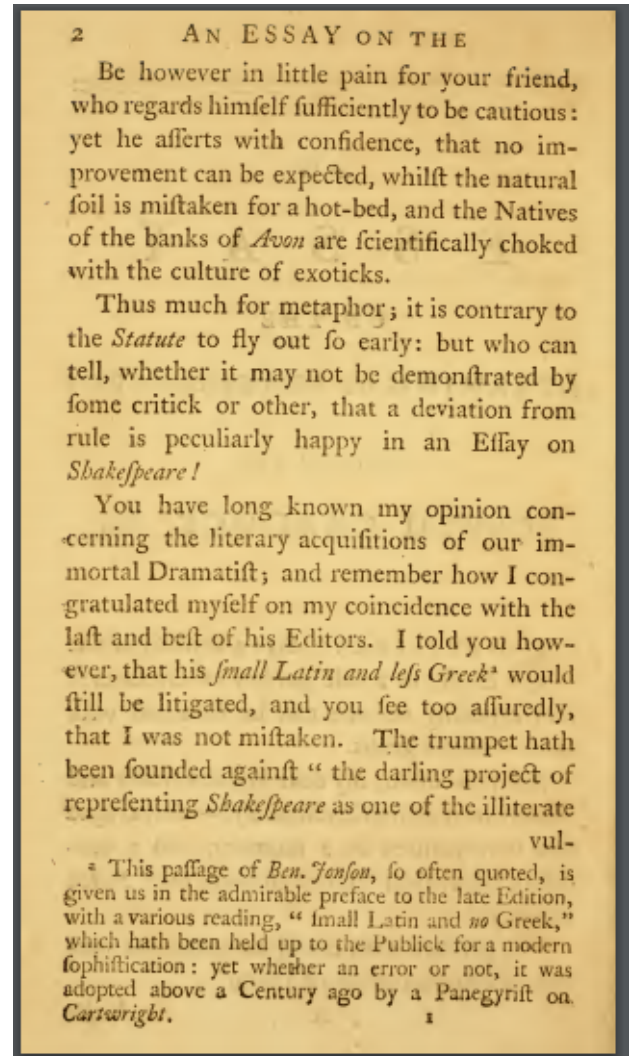 2 AN ESSAY ON THE
Be however in little pain for your friend,
who regards himſelf ſufficiently to be cautious:
yet he aſſerts with confidence, that no im-
provement can be expected, whilſt the natural
ſoil is miſtaken for a hot-bed, and the Natives
of the banks of Avon are ſcientifically choked
with the culture of exoticks.
Thus much for metaphor; it is contrary to
the Statute to fly out ſo early: but who can
tell, whether it may not be demonſtrated by
ſome critick or other, that a deviation from
rule is peculiarly happy in an Eſſay on
Shakeſpeare!
You have long known my opinion con-
cerning the literary acquiſitions of our im-
mortal Dramatiſt; and remember how I con-
gratulated myſelf on my coincidence with the
laſt and beſt of his Editors. I told you how-
ever, that his ſmall Latin and leſs Greek² would
ſtill be litigated, and you ſee too aſſuredly,
that I was not miſtaken. The trumpet hath
been ſounded againſt “ the darling project of
repreſenting Shakeſpeare as one of the illiterate
vul-
² This paſſage of Ben. Jonſon, ſo often quoted, is
given us in the admirable preface to the late Edition,
with a various reading, “ ſmall Latin and no Greek,”
which hath been held up to the Publick for a modern
ſophiſtication: yet whether an error or not, it was
adopted above a Century ago by a Panegyriſt on
Cartwright. 1